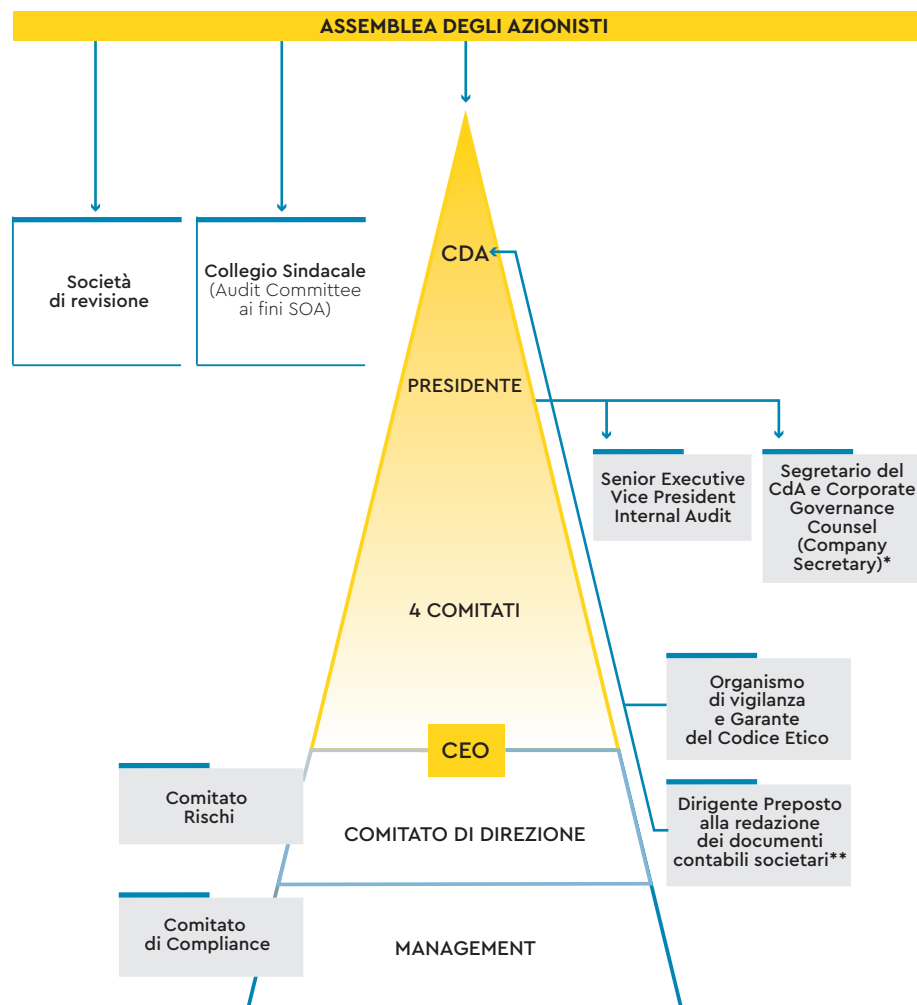 ASSEMBLEA DEGLI AZIONISTI
Società
di revisione
Collegio Sindacale
(Audit Committee
ai fini SOA)
CDA
PRESIDENTE
Senior Executive
Vice President
Internal Audit
Segretario del
CdA e Corporate
Governance
Counsel
(Company
Secretary)*
4 COMITATI
Organismo
di vigilanza
e Garante
del Codice Etico
CEO
Comitato
Rischi
COMITATO DI DIREZIONE
Dirigente Preposto
alla redazione
dei documenti
contabili societari**
Comitato
di Compliance
MANAGEMENT